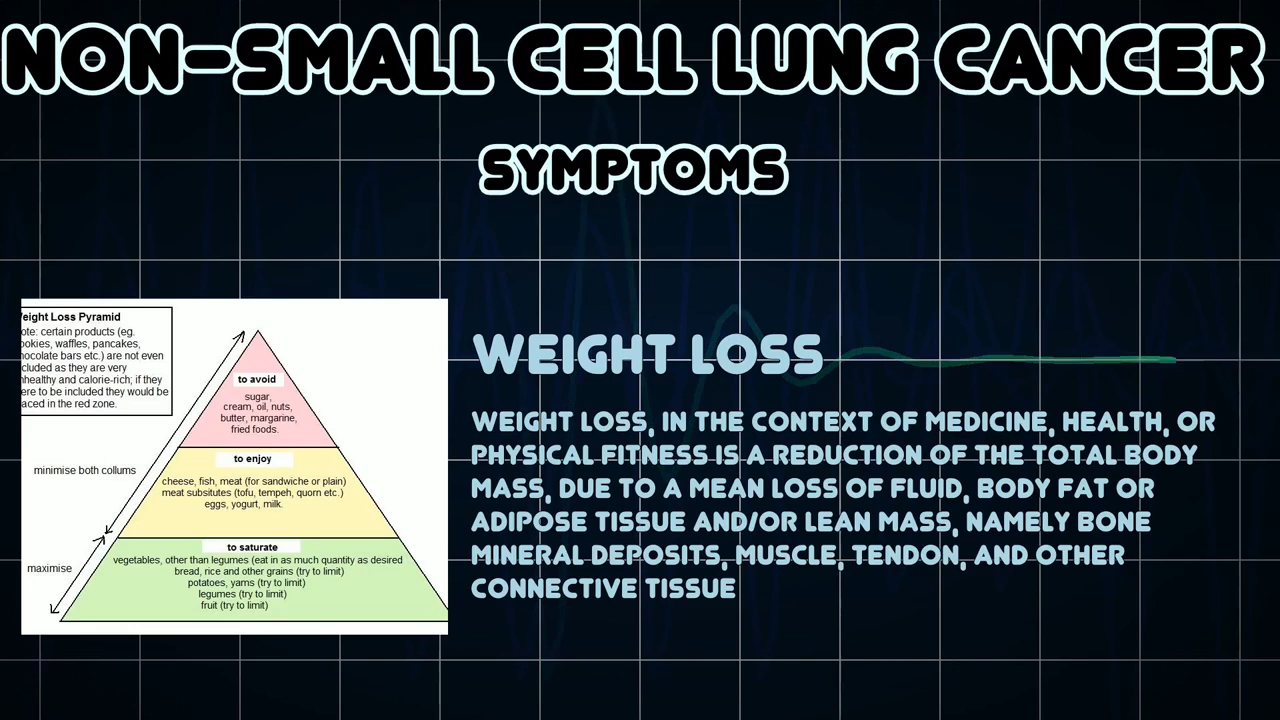 NON-SMALL CELL LUNG CANCER
SYMPTOMS
eight Loss Pyramid
ote: certain products (eg.
ookies, waffles, pancakes,
hocolate bars etc.) are not even
cluded as they are very
nhealthy and calorie-rich; if they
ere to be included they would be
aced in the red zone.
to avoid
sugar,
cream, oil, nuts,
butter, margarine,
fried foods.
to enjoy
minimise both collums
cheese, fish, meat (for sandwiche or plain)
meat subsitutes (tofu, tempeh, quorn etc.)
eggs, yogurt, milk.
to saturate
maximise
vegetables, other than legumes (eat in as much quantity as desired
bread, rice and other grains (try to limit)
potatoes, yams (try to limit)
legumes (try to limit)
fruit (try to limit)
WEIGHT LOSS
WEIGHT LOSS, IN THE CONTEXT OF MEDICINE, HEALTH, OR
PHYSICAL FITNESS IS A REDUCTION OF THE TOTAL BODY
MASS, DUE TO A MEAN LOSS OF FLUID, BODY FAT OR
ADIPOSE TISSUE AND/OR LEAN MASS, NAMELY BONE
MINERAL DEPOSITS, MUSCLE, TENDON, AND OTHER
CONNECTIVE TISSUE